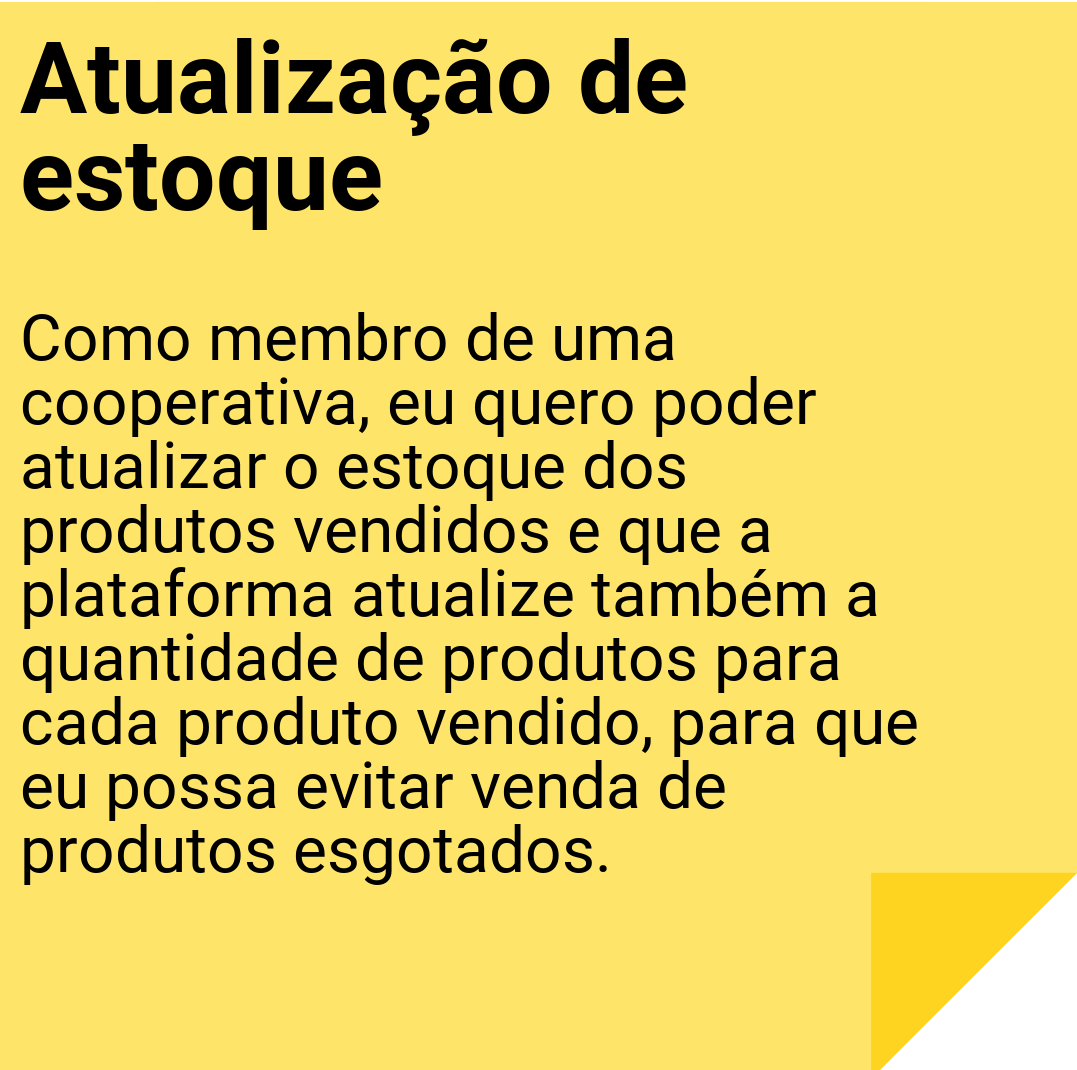 Atualização de
estoque
Como membro de uma
cooperativa, eu quero poder
atualizar o estoque dos
produtos vendidos e que a
plataforma atualize também a
quantidade de produtos para
cada produto vendido, para que
eu possa evitar venda de
produtos esgotados.